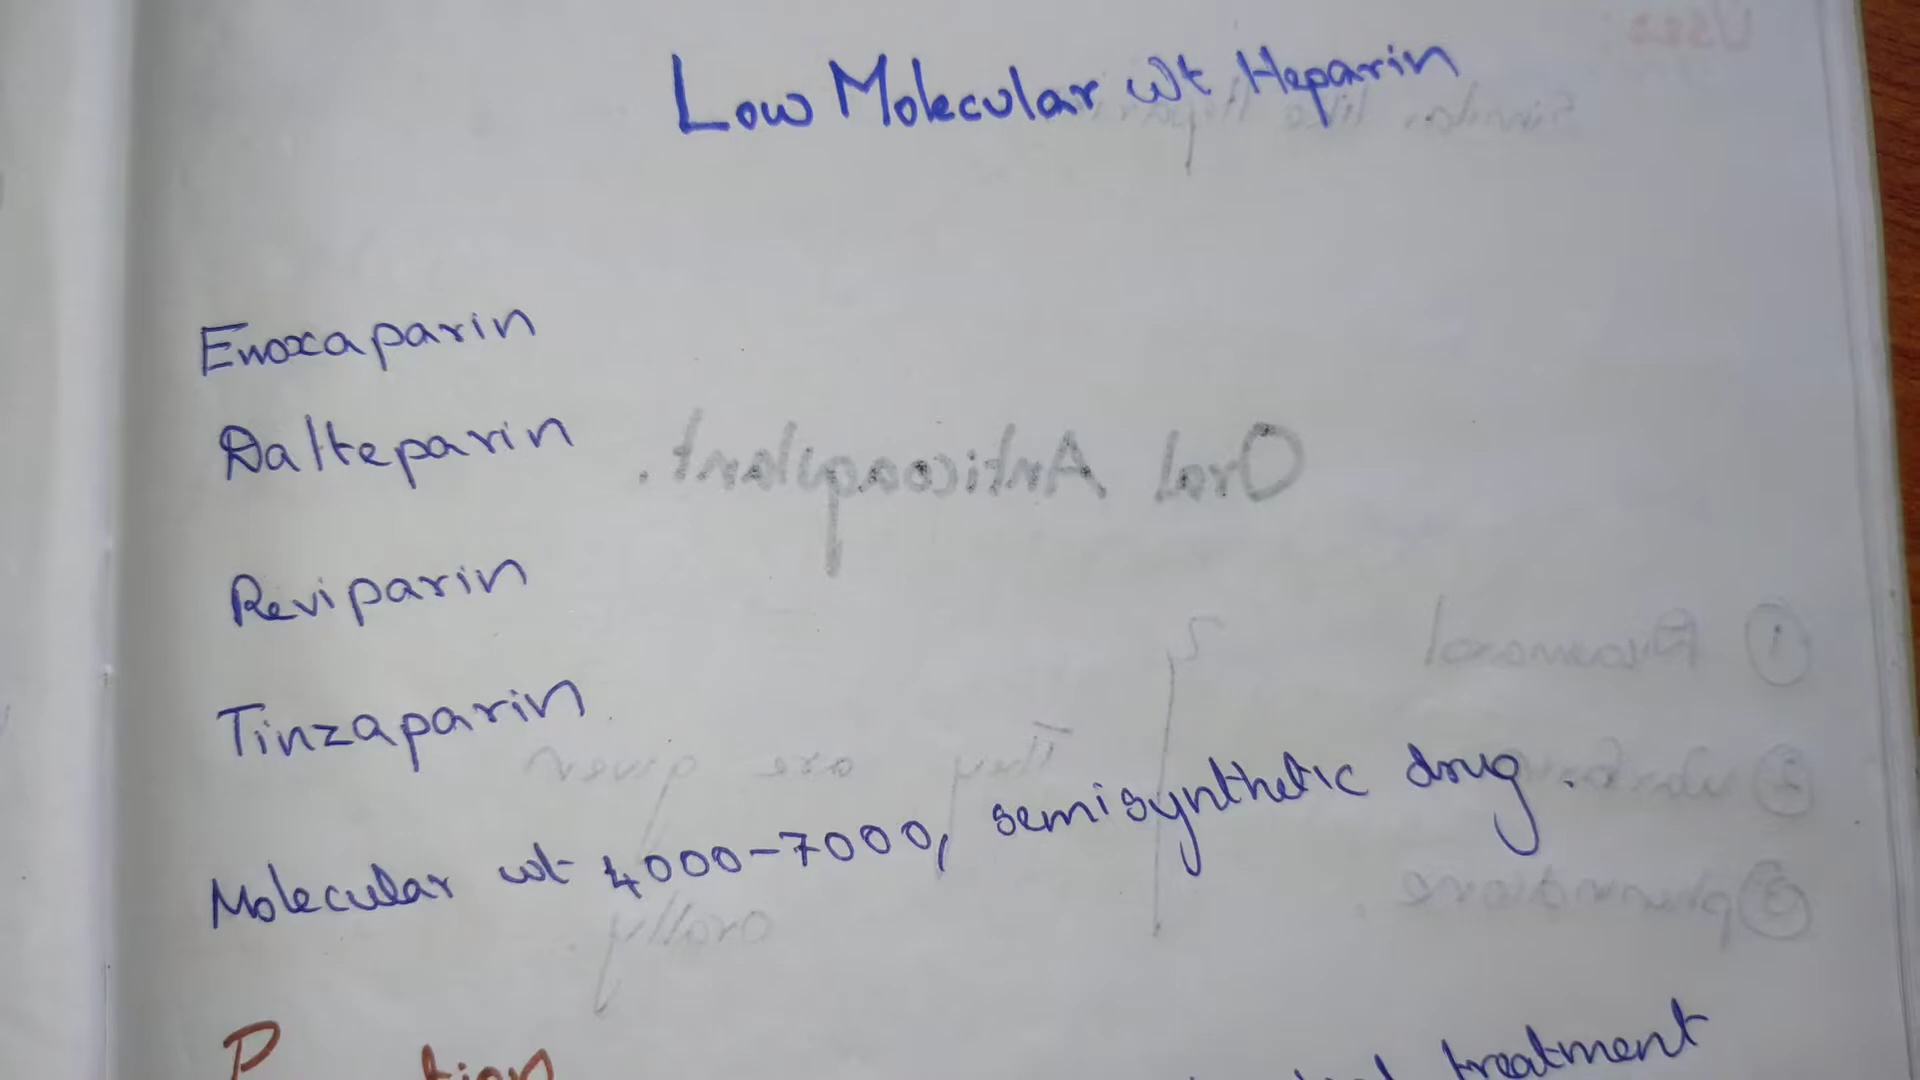 Low Molecular wt Heparin
Enoxaparin
Dalteparin
Reviparin
Tinzaparin
Molecular wt 4000-7000, semisynthetic drug.
treatment